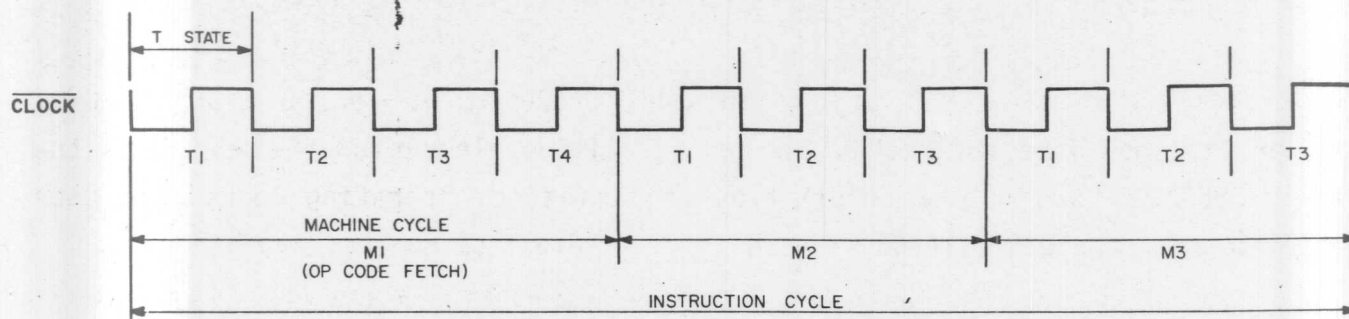 T STATE
CLOCK
T1 T2 T3 T4 T1 T2 T3 T1 T2 T3
MACHINE CYCLE
M1 M2 M3
(OP CODE FETCH)
INSTRUCTION CYCLE